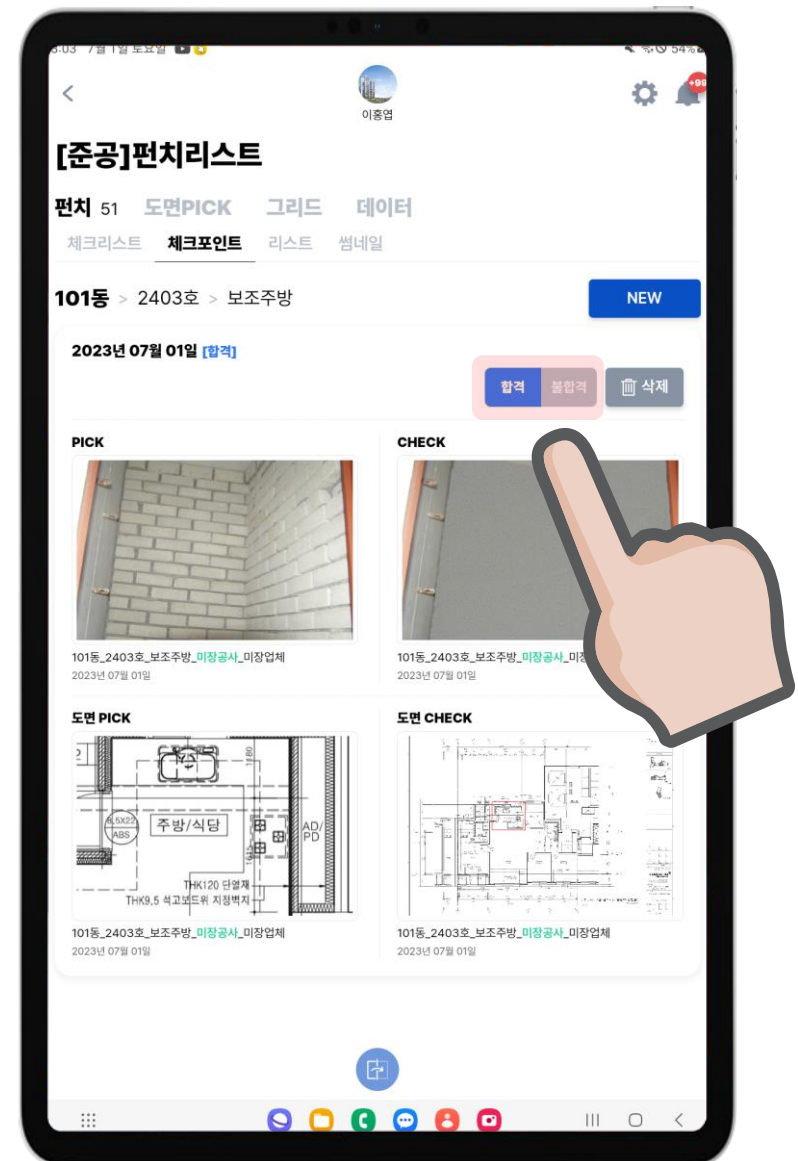 7월 1일 토요일
54%
+99
이홍엽
[준공]펀치리스트
펀치 51 도면PICK 그리드 데이터
체크리스트 체크포인트 리스트 썸네일
101동 > 2403호 > 보조주방
NEW
2023년 07월 01일 [합격]
합격 불합격 삭제
PICK
CHECK
101동_2403호_보조주방_미장공사_미장업체
2023년 07월 01일
101동_2403호_보조주방_미장공사_
2023년 07월 01일
도면 PICK
도면 CHECK
1180
주방/식당
ABS
AD/
PD
1615
THK120 단열재
THK9.5 석고보드위 지정벽지
101동_2403호_보조주방_미장공사_미장업체
2023년 07월 01일
101동_2403호_보조주방_미장공사_미장업체
2023년 07월 01일